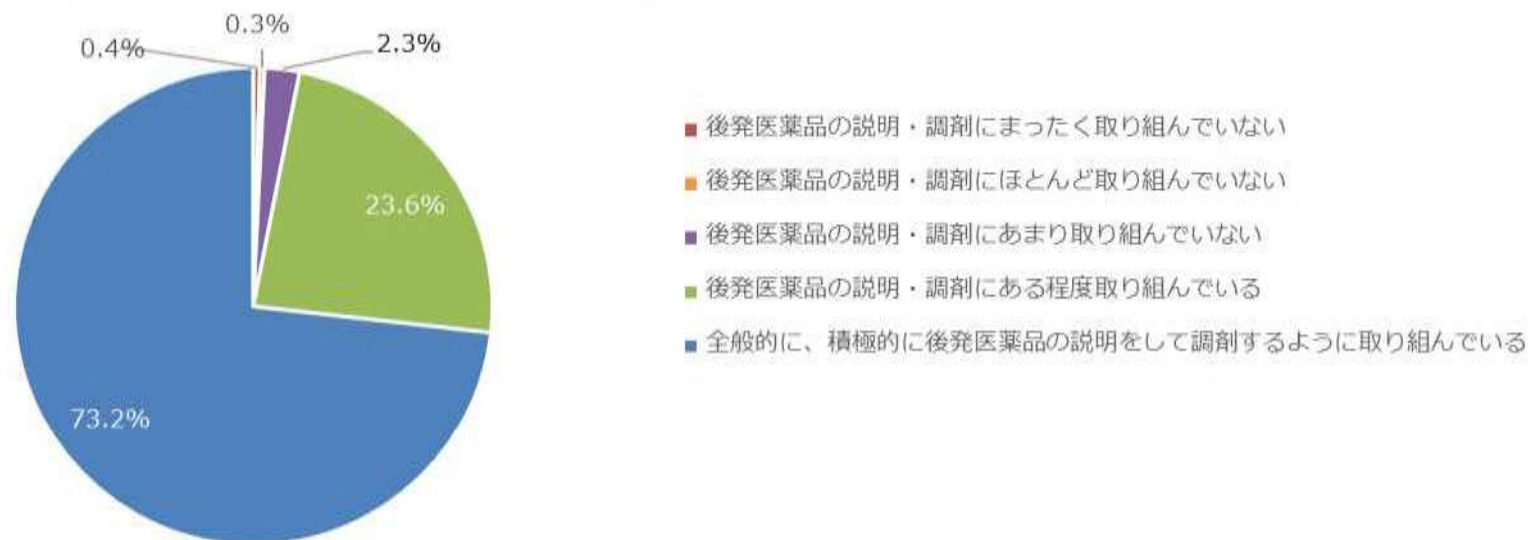 0.3%
0.4%
2.3%
23.6%
73.2%
後発医薬品の説明・調剤にまったく取り組んでいない
後発医薬品の説明・調剤にほとんど取り組んでいない
後発医薬品の説明・調剤にあまり取り組んでいない
後発医薬品の説明・調剤にある程度取り組んでいる
全般的に、積極的に後発医薬品の説明をして調剤するように取り組んでいる